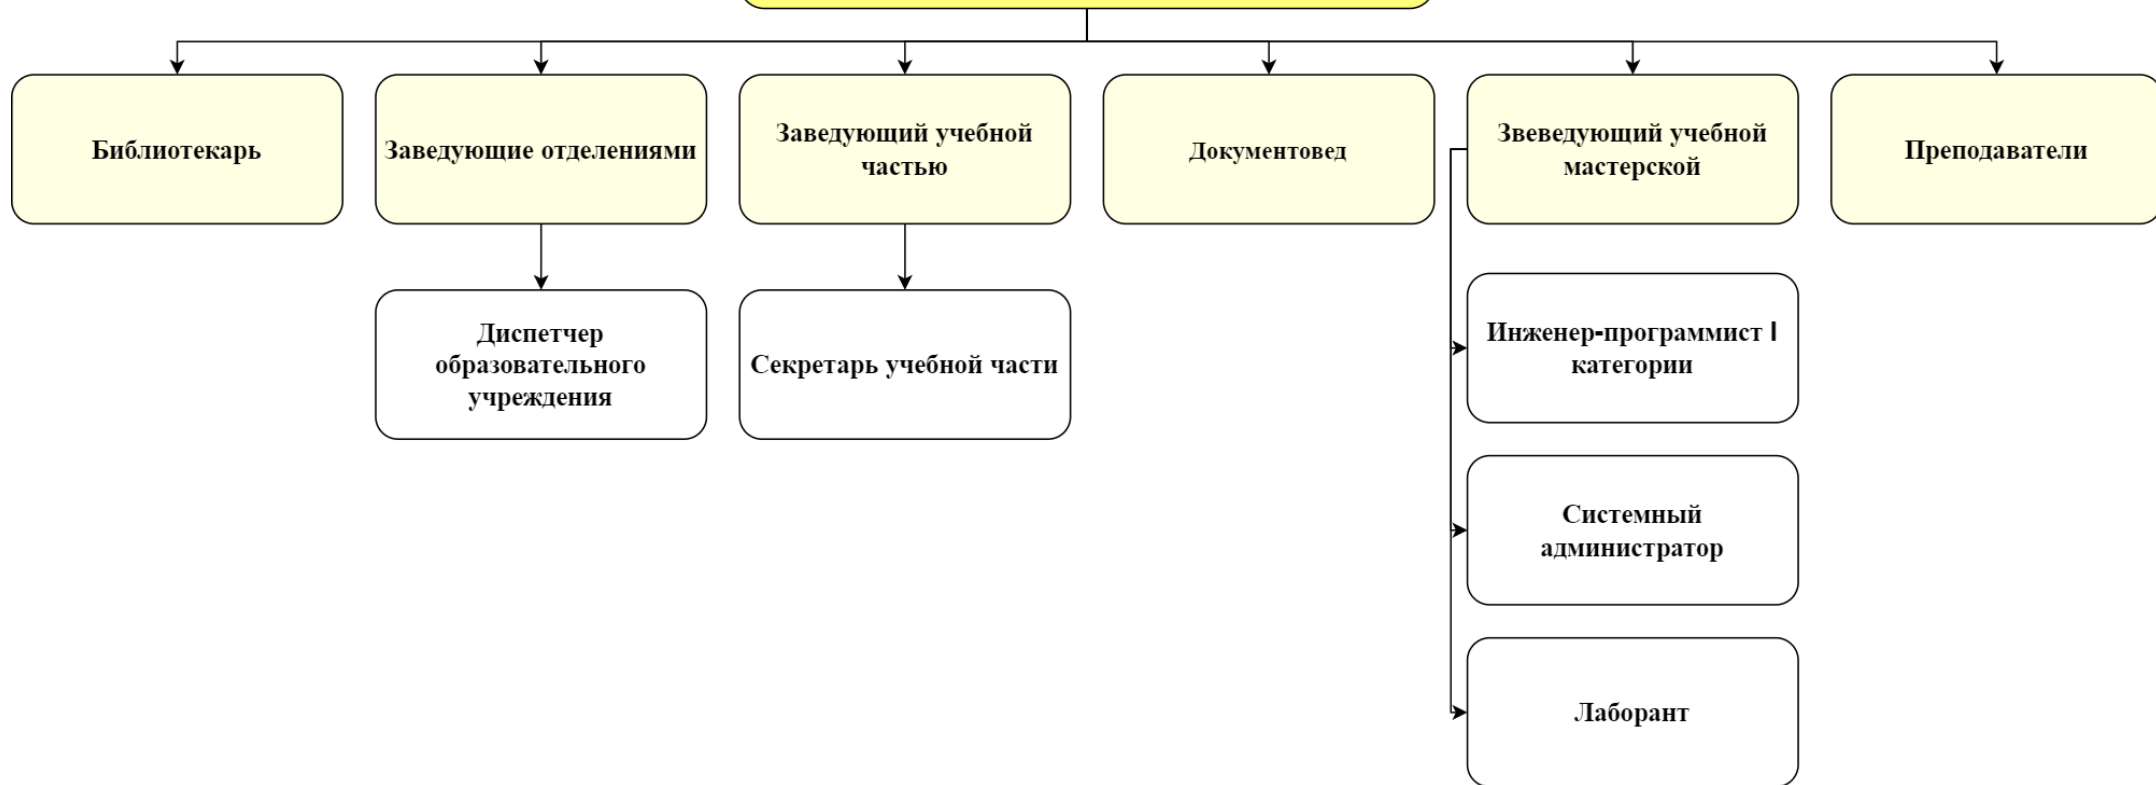 Библиотекарь
Заведующие отделениями
Заведующий учебной
частью
Документовед
Звеведующий учебной
мастерской
Преподаватели
Диспетчер
образовательного
учреждения
Секретарь учебной части
Инженер-программист I
категории
Системный
администратор
Лаборант